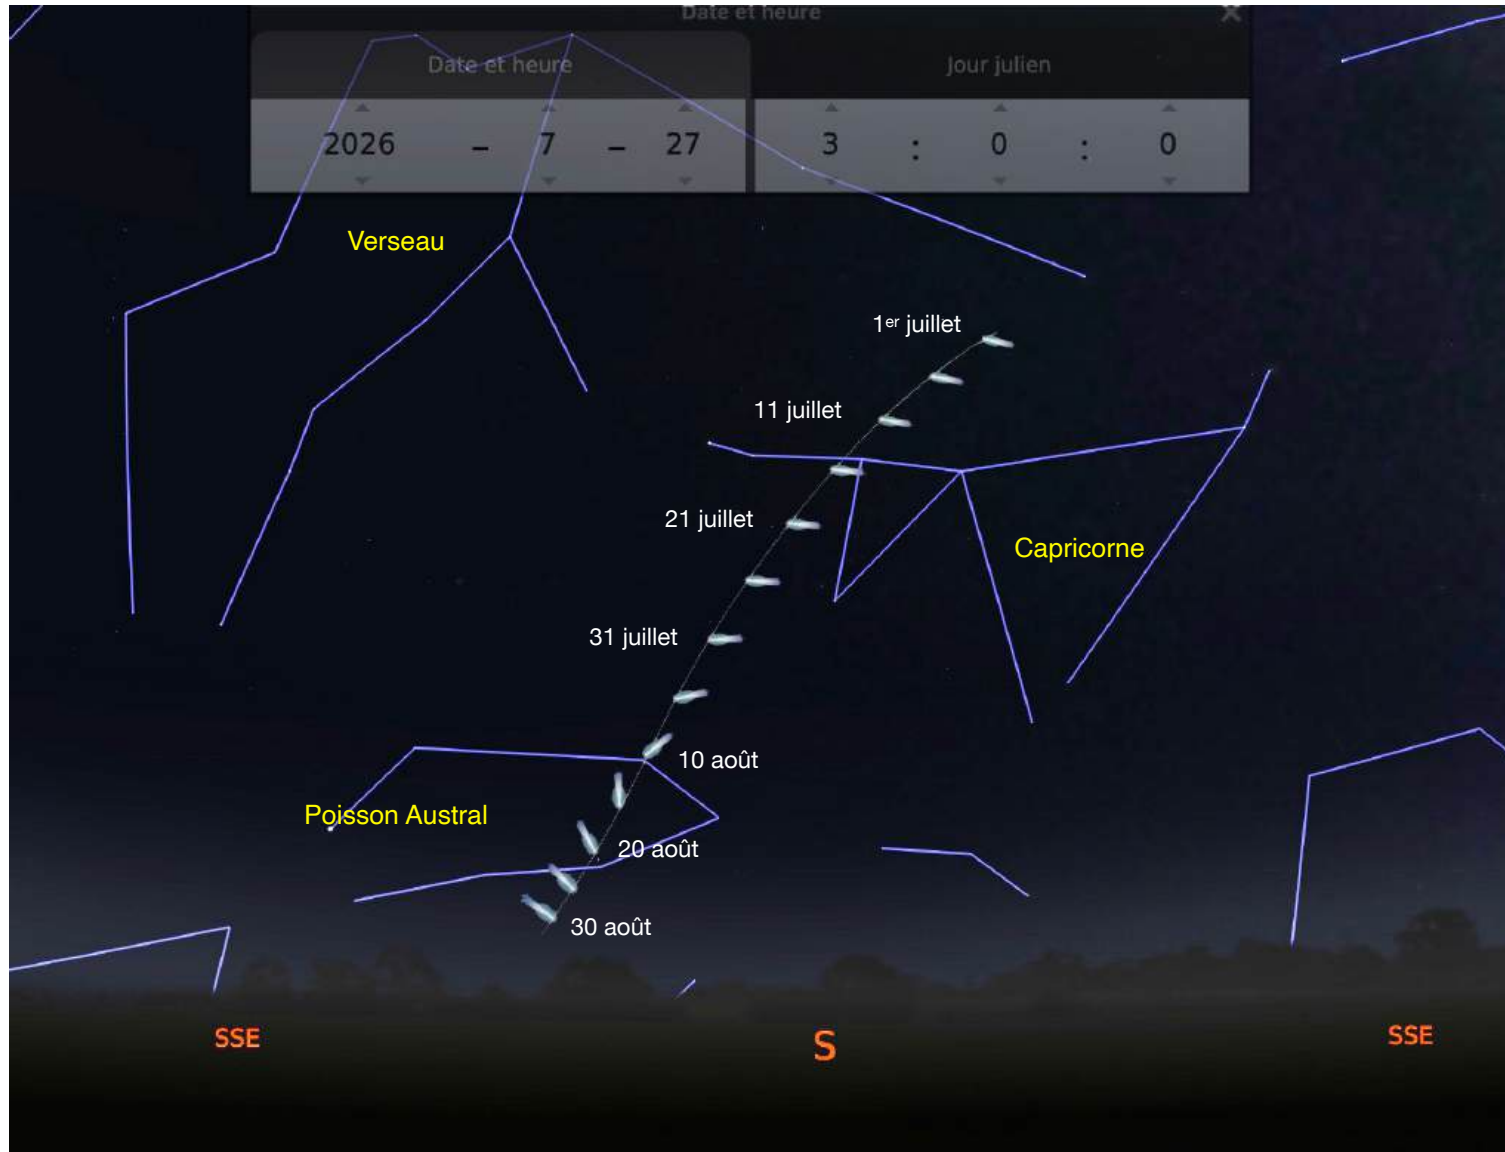 Date et heure
Date et heure
Jour julien
2026 – 7 – 27
3 : 0 : 0
Verseau
1er juillet
11 juillet
21 juillet
Capricorne
31 juillet
10 août
Poisson Austral
20 août
30 août
SSE
S
SSE